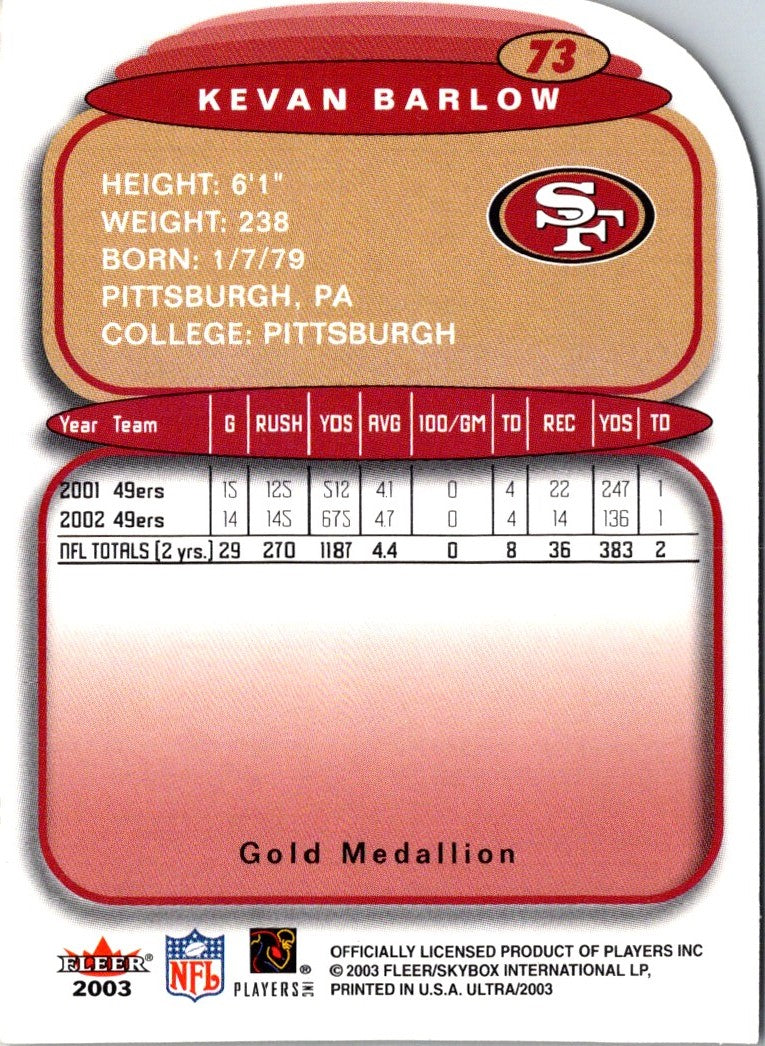 73
KEVAN BARLOW
HEIGHT: 6'1"
WEIGHT: 238
BORN: 1/7/79
PITTSBURGH, PA
COLLEGE: PITTSBURGH
SF
Year Team G RUSH YDS AVG 100/GM TD REC YDS TD
2001 49ers 15 125 512 4.1 0 4 22 247 1
2002 49ers 14 145 675 4.7 0 4 14 136 1
NFL TOTALS (2 yrs.) 29 270 1187 4.4 0 8 36 383 2
Gold Medallion
FLEER®
2003
NFL
PLAYERS INC ®
OFFICIALLY LICENSED PRODUCT OF PLAYERS INC
© 2003 FLEER/SKYBOX INTERNATIONAL LP,
PRINTED IN U.S.A. ULTRA/2003